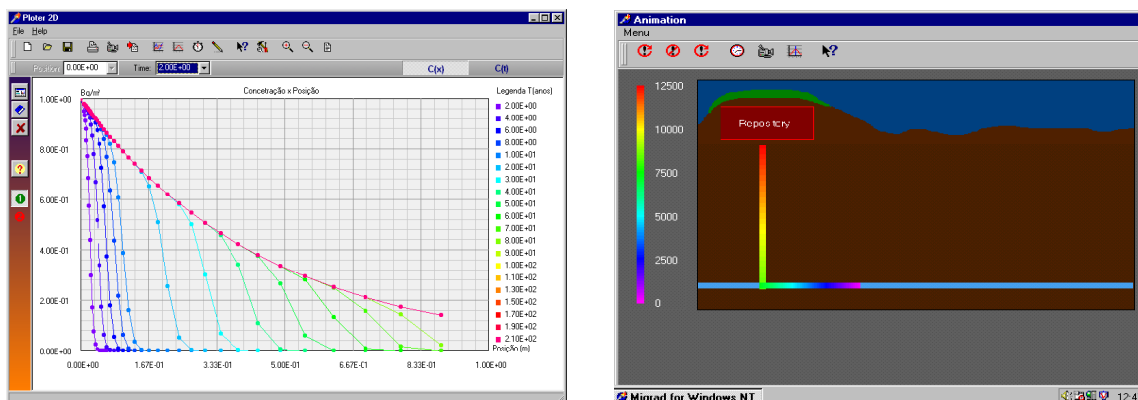 Ploter 2D
File Help
Position: 0.00E+00 Time: 2.00E+00 C(x) C(t)
Bq/m³ Concetração x Posição Legenda T(anos)
1.00E+00
8.00E-01
6.00E-01
4.00E-01
2.00E-01
0.00E+00
0.00E+00 1.67E-01 3.33E-01 5.00E-01 6.67E-01 8.33E-01 1.00E+00
Posição (m)
2.00E+00
4.00E+00
6.00E+00
8.00E+00
1.00E+01
2.00E+01
3.00E+01
4.00E+01
5.00E+01
6.00E+01
7.00E+01
8.00E+01
9.00E+01
1.00E+02
1.10E+02
1.30E+02
1.50E+02
1.70E+02
1.90E+02
2.10E+02
Animation
Menu
12500
10000
7500
5000
2500
0
Repository
Migrad for Windows NT
12:4